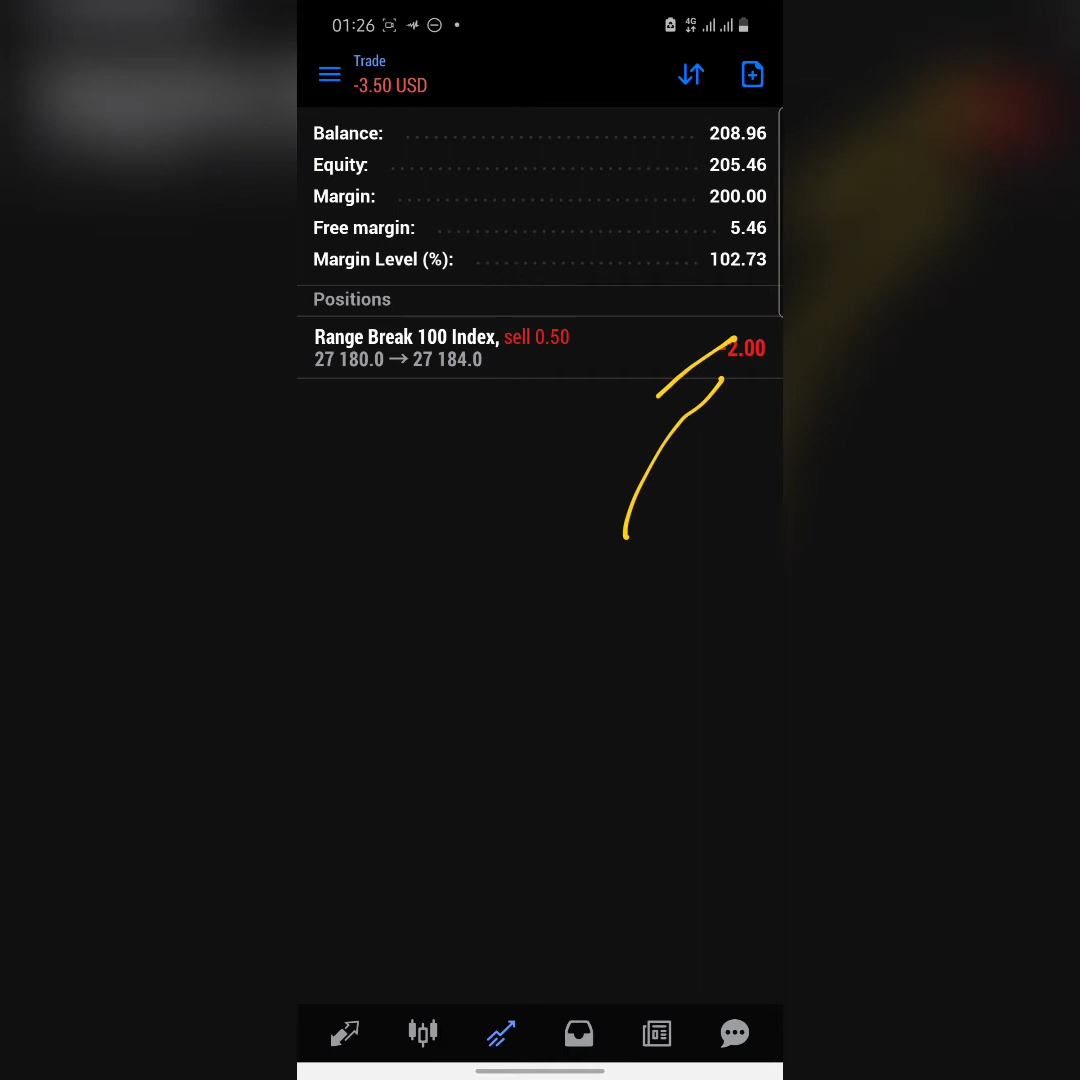 01:26 4G
Trade
-3.50 USD
Balance: 208.96
Equity: 205.46
Margin: 200.00
Free margin: 5.46
Margin Level (%): 102.73
Positions
Range Break 100 Index, sell 0.50
-2.00
27 180.0 → 27 184.0